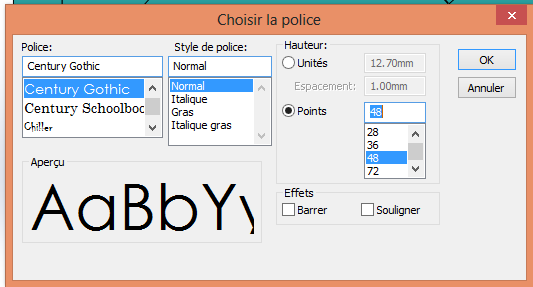 Choisir la police
Police:
Century Gothic
Century Gothic
Century Schoolboo
Chiller
Style de police:
Normal
Normal
Italique
Gras
Italique gras
Hauteur:
Unités
12.70mm
Espacement:
1.00mm
Points
48
28
36
48
72
OK
Annuler
Aperçu
AaBbYy
Effets
Barrer
Souligner